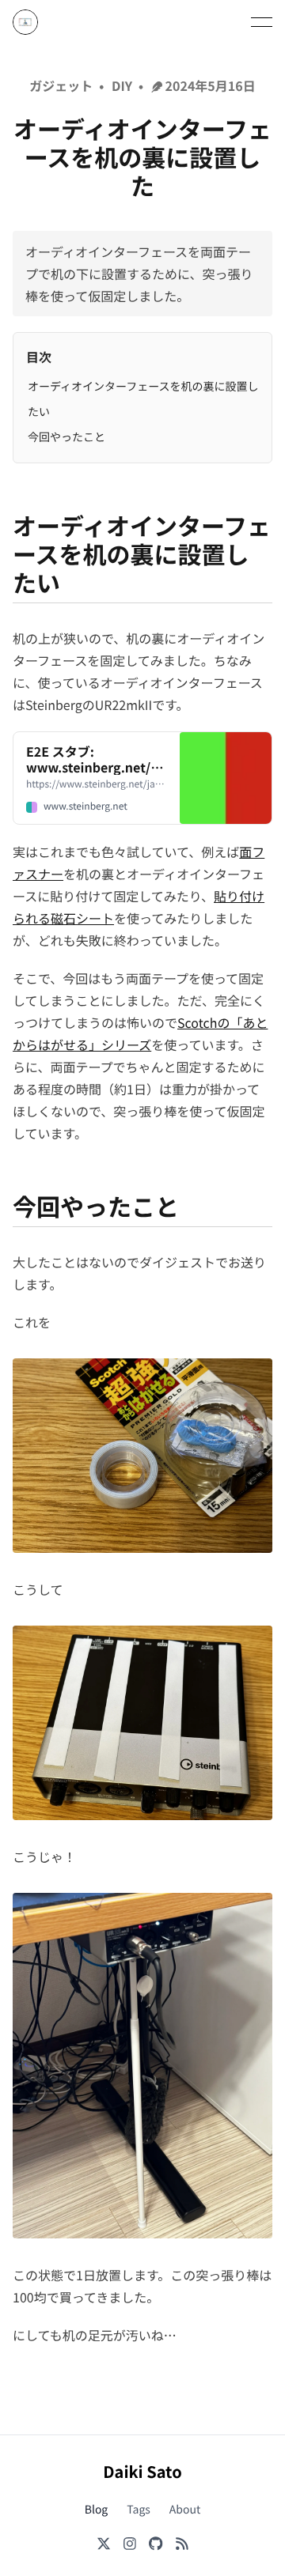 ガジェット • DIY • 2024年5月16日
オーディオインターフェ
ースを机の裏に設置し
た
オーディオインターフェースを両面テー
プで机の下に設置するために、突っ張り
棒を使って仮固定しました。
目次
オーディオインターフェースを机の裏に設置し
たい
今回やったこと
オーディオインターフェ
ースを机の裏に設置し
たい
机の上が狭いので、机の裏にオーディオイン
ターフェースを固定してみました。ちなみ
に、使っているオーディオインターフェース
はSteinbergのUR22mkIIです。
E2E スタブ:
www.steinberg.net/…
https://www.steinberg.net/ja…
www.steinberg.net
実はこれまでも色々試していて、例えば面フ
ァスナーを机の裏とオーディオインターフェ
ースに貼り付けて固定してみたり、貼り付け
られる磁石シートを使ってみたりしました
が、どれも失敗に終わっていました。
そこで、今回はもう両面テープを使って固定
してしまうことにしました。ただ、完全にく
っつけてしまうのは怖いのでScotchの「あと
からはがせる」シリーズを使っています。さ
らに、両面テープでちゃんと固定するために
ある程度の時間（約1日）は重力が掛かって
ほしくないので、突っ張り棒を使って仮固定
しています。
今回やったこと
大したことはないのでダイジェストでお送り
します。
これを
Scotch
超強
はがせる
PREMIER GOLD
15
こうして
steinb
こうじゃ！
この状態で1日放置します。この突っ張り棒は
100均で買ってきました。
にしても机の足元が汚いね…
Daiki Sato
Blog Tags About